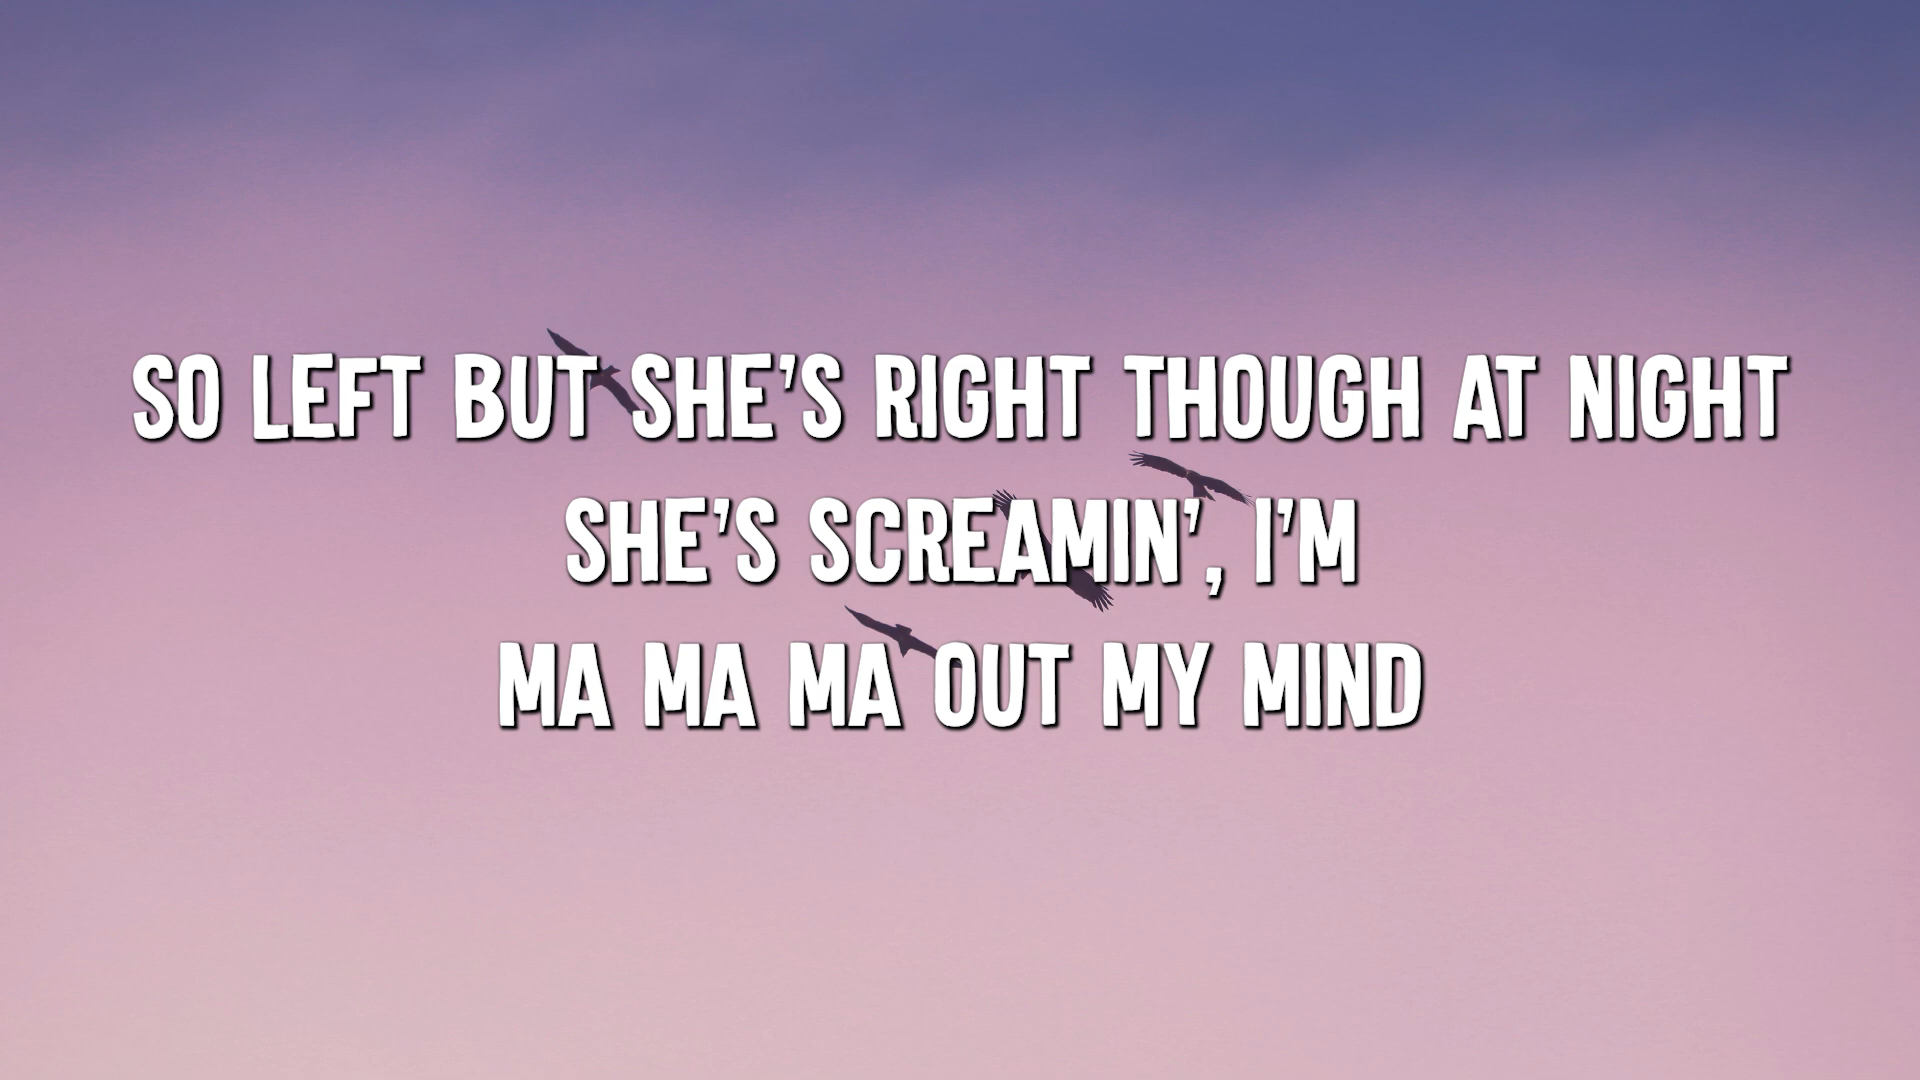 SO LEFT BUT SHE'S RIGHT THOUGH AT NIGHT
SHE'S SCREAMIN', I'M
MA MA MA OUT MY MIND